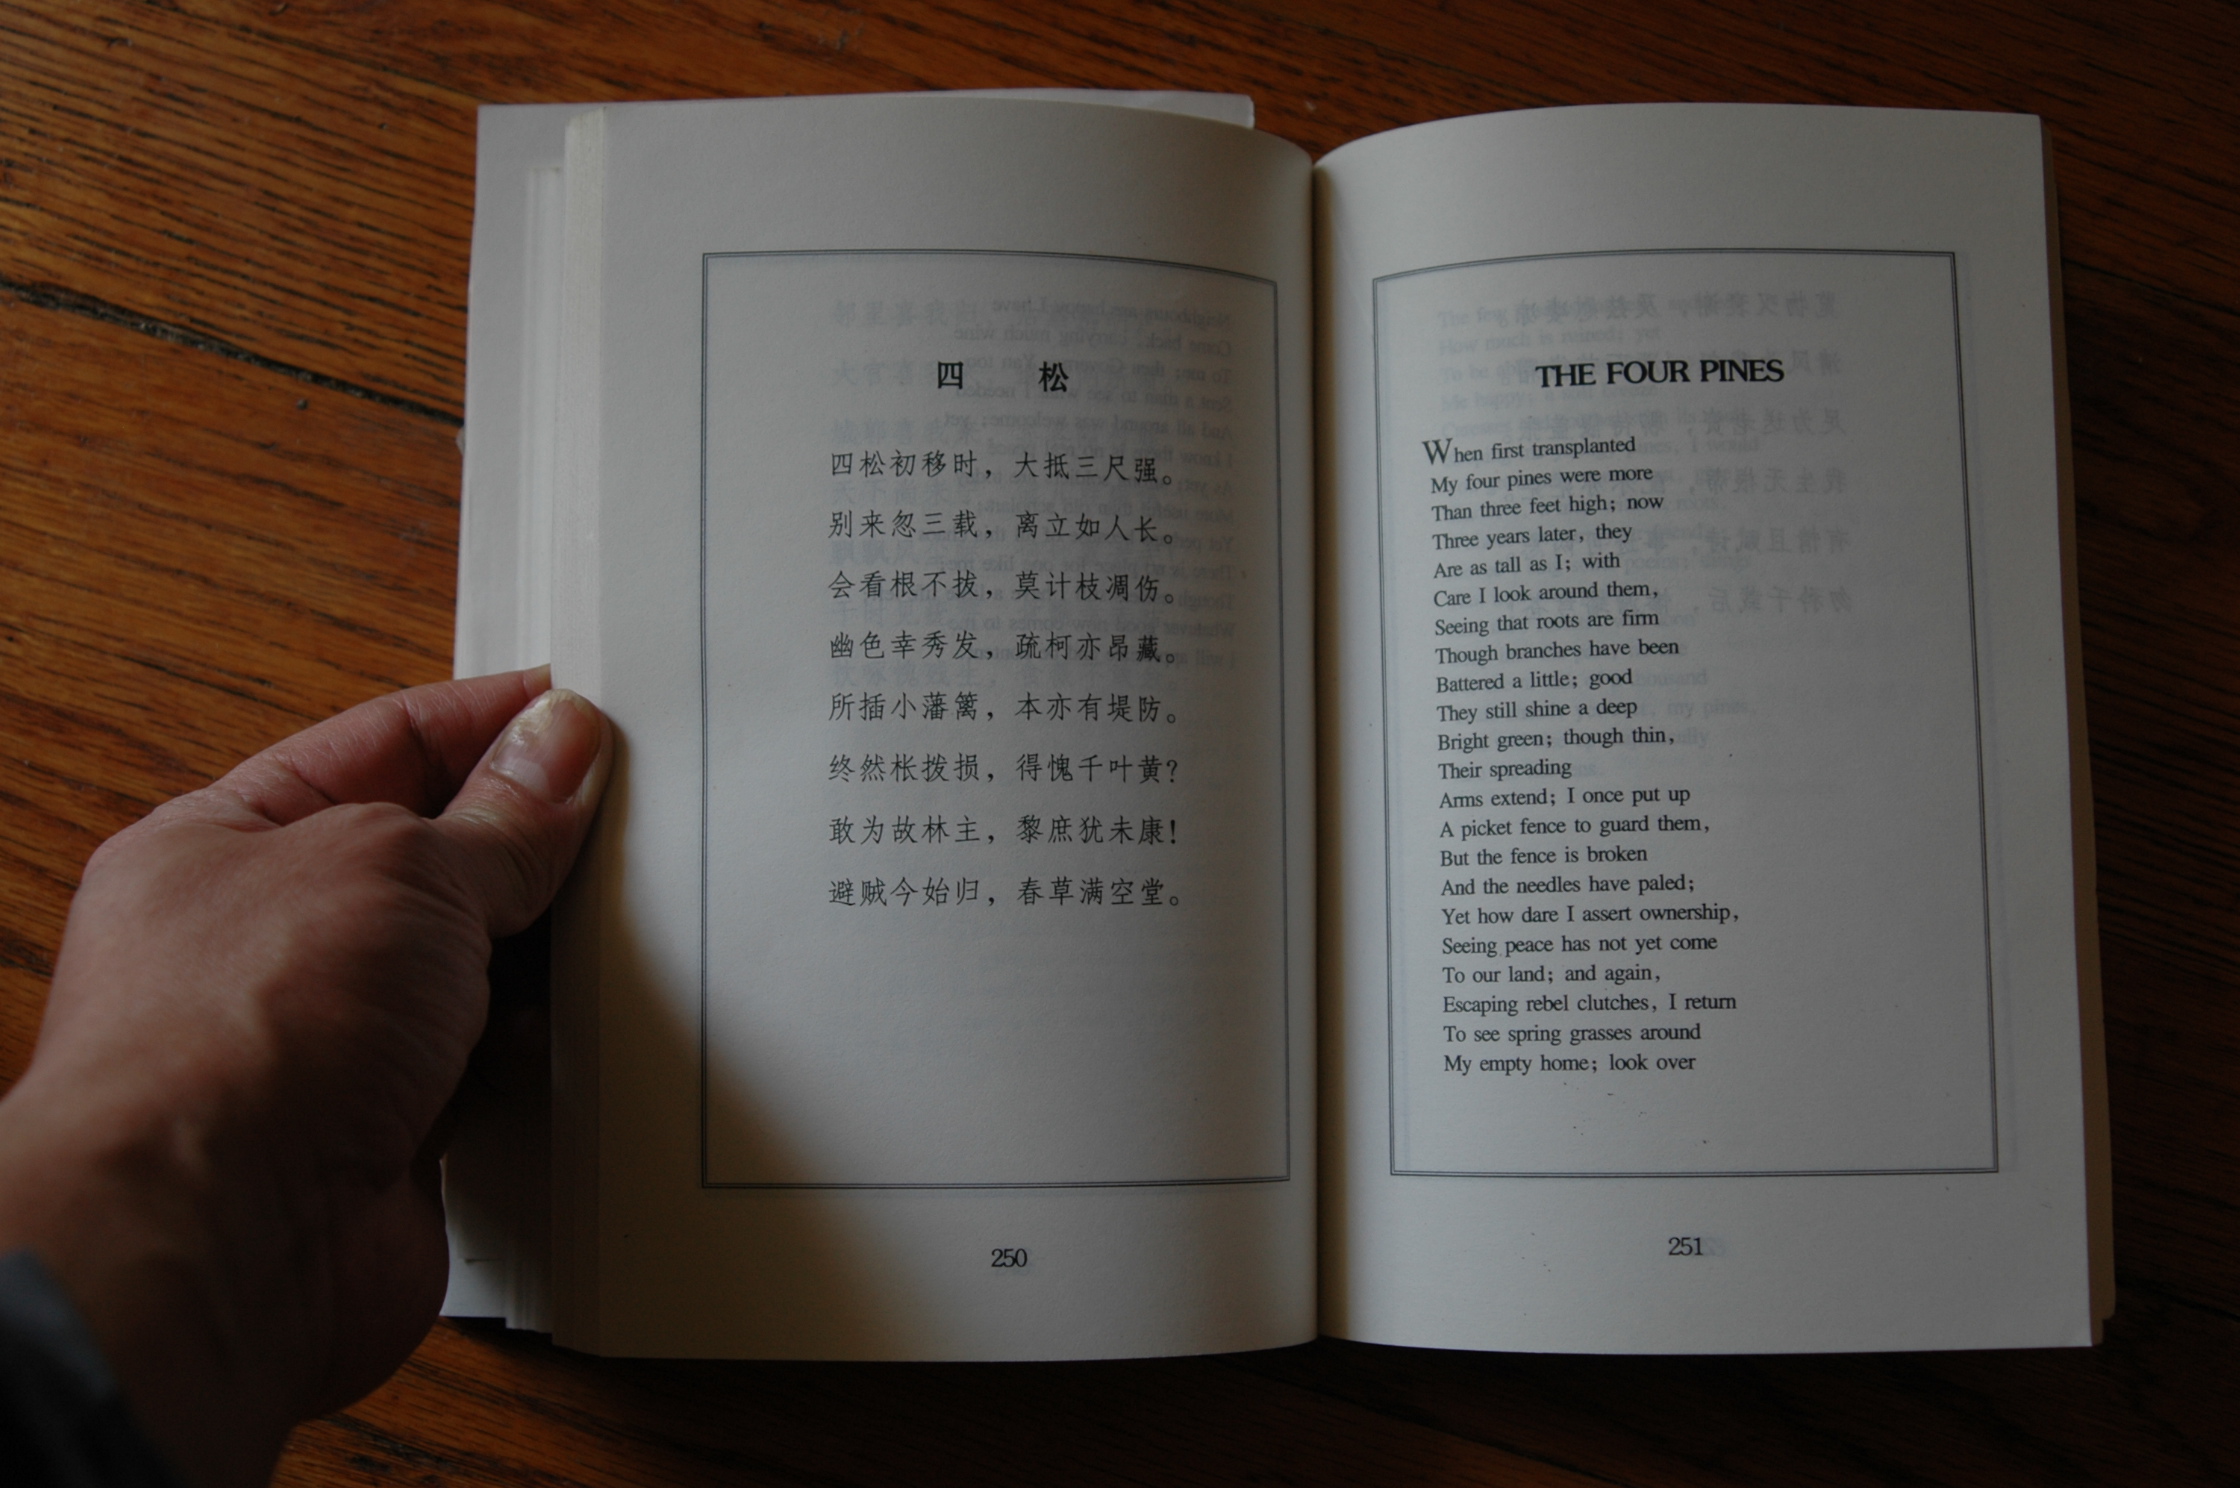 四 松
四松初移时，大抵三尺强。
别来忽三载，离立如人长。
会看根不拔，莫计枝凋伤。
幽色幸秀发，疏柯亦昂藏。
所插小藩篱，本亦有堤防。
终然枨拨损，得愧千叶黄？
敢为故林主，黎庶犹未康！
避贼今始归，春草满空堂。
250
THE FOUR PINES
When first transplanted
My four pines were more
Than three feet high; now
Three years later, they
Are as tall as I; with
Care I look around them,
Seeing that roots are firm
Though branches have been
Battered a little; good
They still shine a deep
Bright green; though thin,
Their spreading
Arms extend; I once put up
A picket fence to guard them,
But the fence is broken
And the needles have paled;
Yet how dare I assert ownership,
Seeing peace has not yet come
To our land; and again,
Escaping rebel clutches, I return
To see spring grasses around
My empty home; look over
251